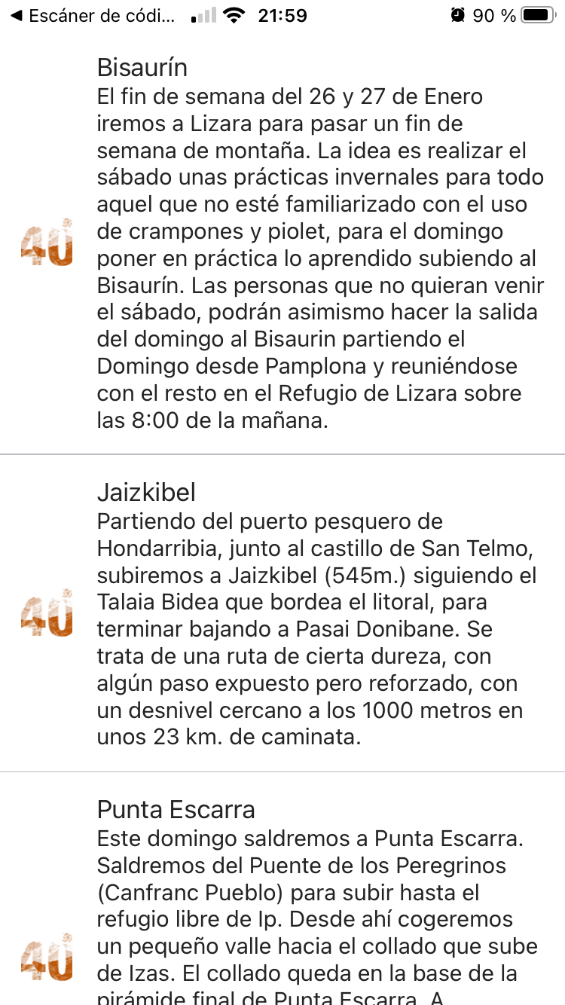 ◀ Escáner de códi... 21:59 90 %
Bisaurín
El fin de semana del 26 y 27 de Enero
iremos a Lizara para pasar un fin de
semana de montaña. La idea es realizar el
sábado unas prácticas invernales para todo
aquel que no esté familiarizado con el uso
de crampones y piolet, para el domingo
poner en práctica lo aprendido subiendo al
Bisaurín. Las personas que no quieran venir
el sábado, podrán asimismo hacer la salida
del domingo al Bisaurin partiendo el
Domingo desde Pamplona y reuniéndose
con el resto en el Refugio de Lizara sobre
las 8:00 de la mañana.
40
Jaizkibel
Partiendo del puerto pesquero de
Hondarribia, junto al castillo de San Telmo,
subiremos a Jaizkibel (545m.) siguiendo el
Talaia Bidea que bordea el litoral, para
terminar bajando a Pasai Donibane. Se
trata de una ruta de cierta dureza, con
algún paso expuesto pero reforzado, con
un desnivel cercano a los 1000 metros en
unos 23 km. de caminata.
40
Punta Escarra
Este domingo saldremos a Punta Escarra.
Saldremos del Puente de los Peregrinos
(Canfranc Pueblo) para subir hasta el
refugio libre de Ip. Desde ahí cogeremos
un pequeño valle hacia el collado que sube
de Izas. El collado queda en la base de la
pirámide final de Punta Escarra. A
40